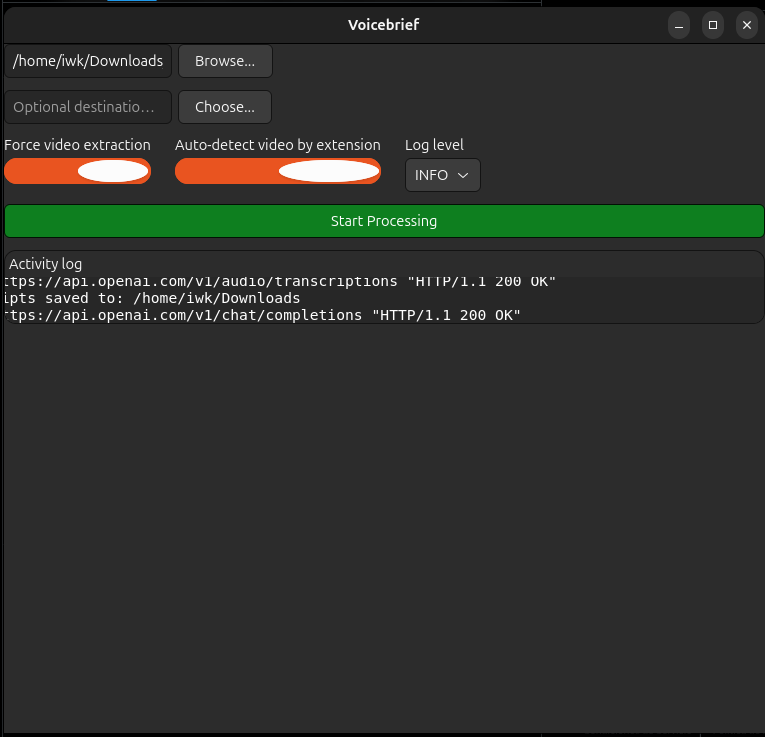 Voicebrief
/home/iwk/Downloads Browse...
Optional destinatio... Choose...
Force video extraction Auto-detect video by extension Log level
INFO
Start Processing
Activity log
ttps://api.openai.com/v1/audio/transcriptions "HTTP/1.1 200 OK"
ipts saved to: /home/iwk/Downloads
ttps://api.openai.com/v1/chat/completions "HTTP/1.1 200 OK"